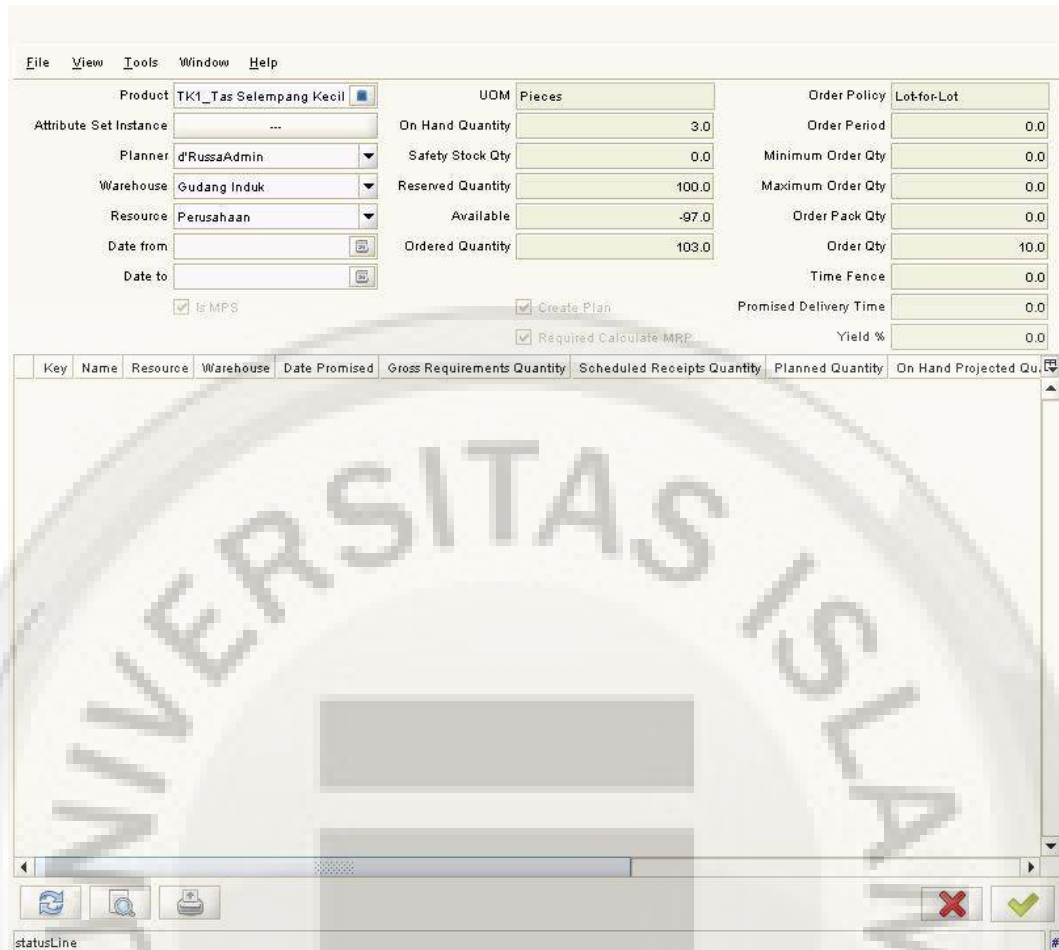 File View Tools Window Help
Product TK1_Tas Selempang Kecil UOM Pieces Order Policy Lot-for-Lot
Attribute Set Instance --- On Hand Quantity 3.0 Order Period 0.0
Planner d'RussaAdmin Safety Stock Qty 0.0 Minimum Order Qty 0.0
Warehouse Gudang Induk Reserved Quantity 100.0 Maximum Order Qty 0.0
Resource Perusahaan Available -97.0 Order Pack Qty 0.0
Date from Ordered Quantity 103.0 Order Qty 10.0
Date to Time Fence 0.0
Is MPS Create Plan Promised Delivery Time 0.0
Required Calculate MRP Yield % 0.0
Key Name Resource Warehouse Date Promised Gross Requirements Quantity Scheduled Receipts Quantity Planned Quantity On Hand Projected Qu
UNIVERSITAS ISLAM
statusLine #